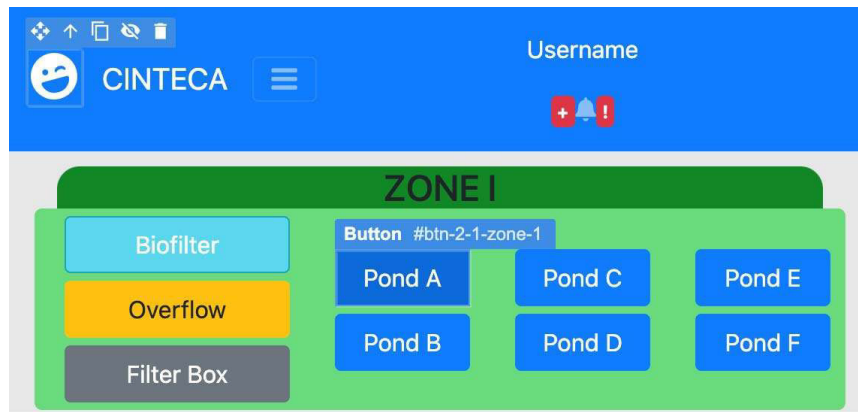 CINTECA
Username
+ !
ZONE I
Biofilter
Overflow
Filter Box
Button #btn-2-1-zone-1
Pond A Pond C Pond E
Pond B Pond D Pond F